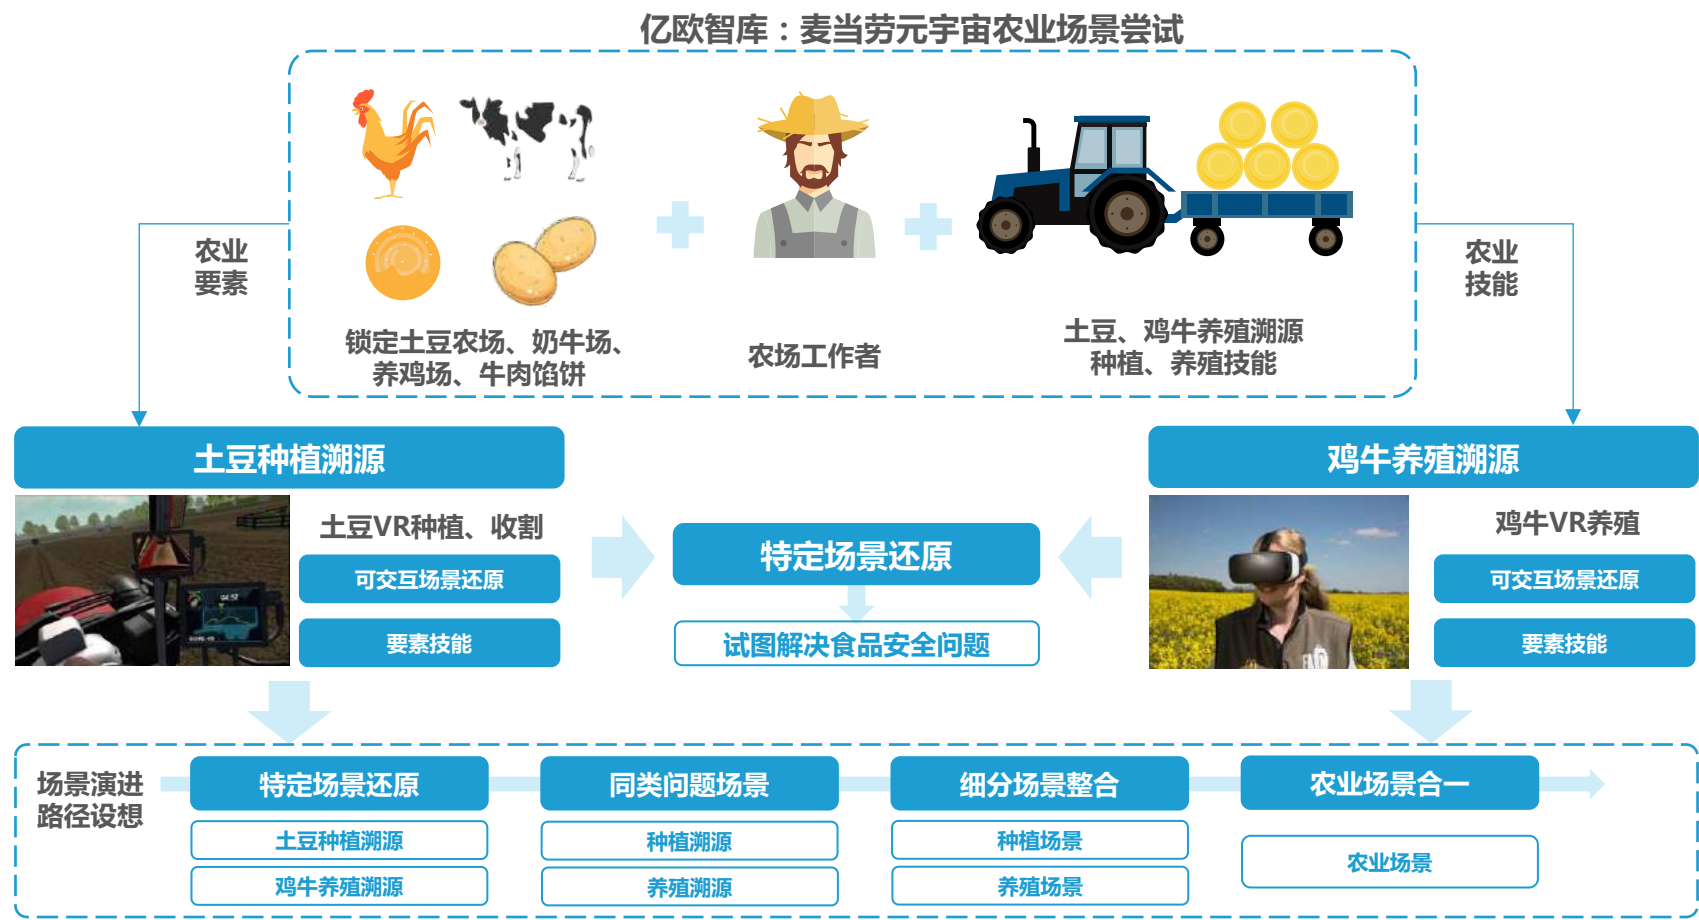 亿欧智库：麦当劳元宇宙农业场景尝试
农业
要素
锁定土豆农场、奶牛场、
养鸡场、牛肉馅饼
农场工作者
土豆、鸡牛养殖溯源
种植、养殖技能
农业
技能
土豆种植溯源
土豆VR种植、收割
可交互场景还原
要素技能
特定场景还原
试图解决食品安全问题
鸡牛养殖溯源
鸡牛VR养殖
可交互场景还原
要素技能
场景演进
路径设想
特定场景还原
土豆种植溯源
鸡牛养殖溯源
同类问题场景
种植溯源
养殖溯源
细分场景整合
种植场景
养殖场景
农业场景合一
农业场景